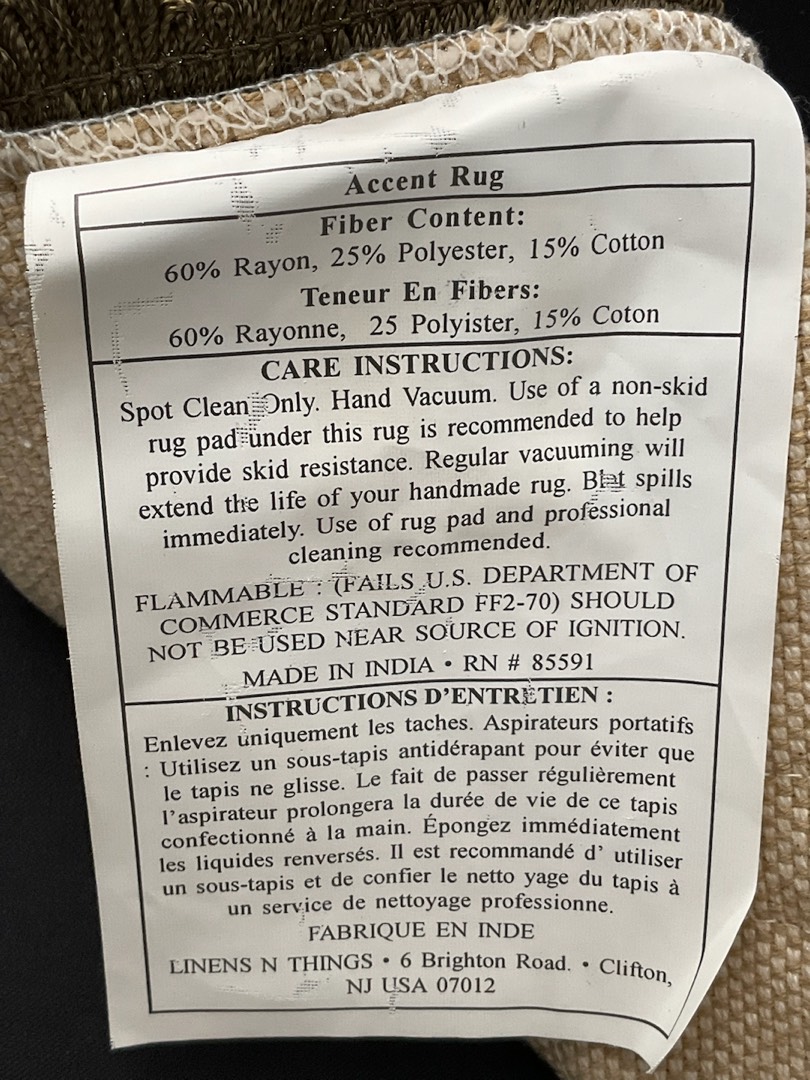 Accent Rug
Fiber Content:
60% Rayon, 25% Polyester, 15% Cotton
Teneur En Fibers:
60% Rayonne, 25 Polyister, 15% Coton
CARE INSTRUCTIONS:
Spot Clean Only. Hand Vacuum. Use of a non-skid
rug pad under this rug is recommended to help
provide skid resistance. Regular vacuuming will
extend the life of your handmade rug. Blot spills
immediately. Use of rug pad and professional
cleaning recommended.
FLAMMABLE : (FAILS U.S. DEPARTMENT OF
COMMERCE STANDARD FF2-70) SHOULD
NOT BE USED NEAR SOURCE OF IGNITION.
MADE IN INDIA • RN # 85591
INSTRUCTIONS D'ENTRETIEN :
Enlevez uniquement les taches. Aspirateurs portatifs
: Utilisez un sous-tapis antidérapant pour éviter que
le tapis ne glisse. Le fait de passer régulièrement
l'aspirateur prolongera la durée de vie de ce tapis
confectionné à la main. Épongez immédiatement
les liquides renversés. Il est recommandé d' utiliser
un sous-tapis et de confier le netto yage du tapis à
un service de nettoyage professionne.
FABRIQUE EN INDE
LINENS N THINGS • 6 Brighton Road. • Clifton,
NJ USA 07012